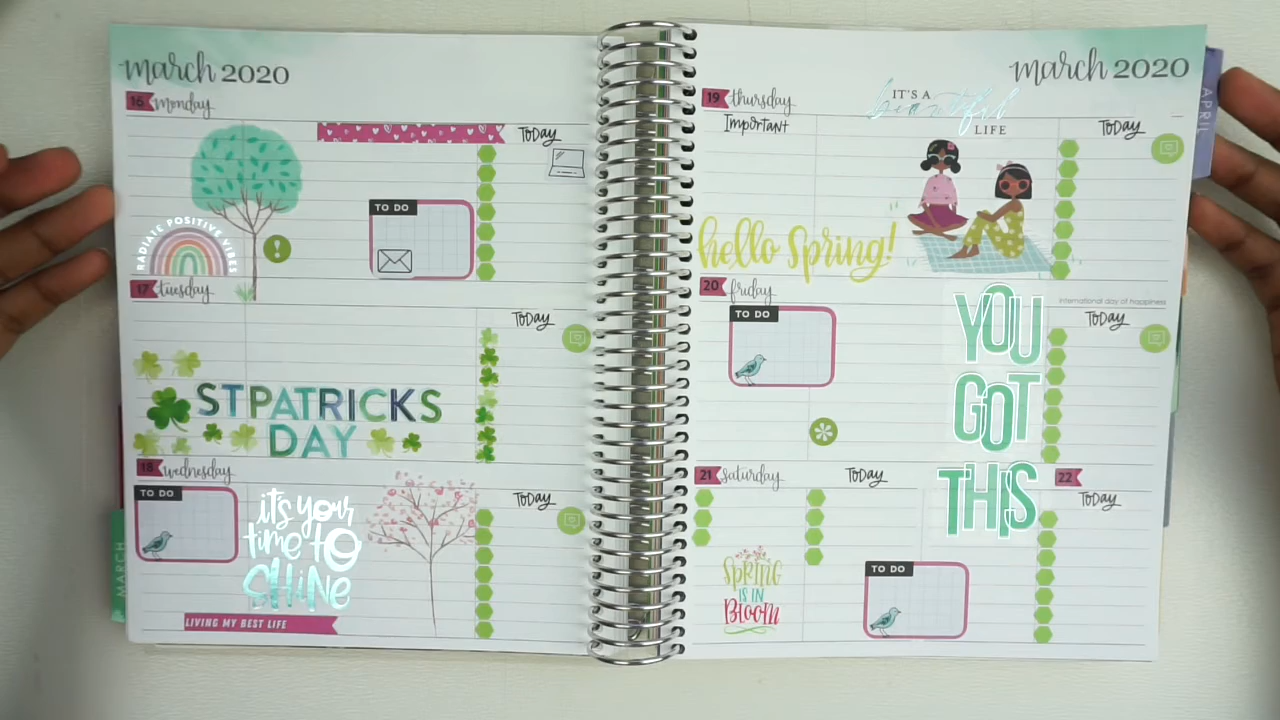 march 2020
16 monday
Today
TO DO
RADIATE POSITIVE VIBES
!
17 tuesday
Today
ST PATRICKS
DAY
18 wednesday
TO DO
Today
it's your
time to
SHINE
LIVING MY BEST LIFE
MARCH
march 2020
19 thursday
IT'S A
beautiful
LIFE
Important
Today
hello spring!
20 friday
International day of happiness
TO DO
Today
YOU
GOT
THIS
21 saturday
Today
22
Today
SPRING
IS IN
BLOOM
TO DO
APRIL